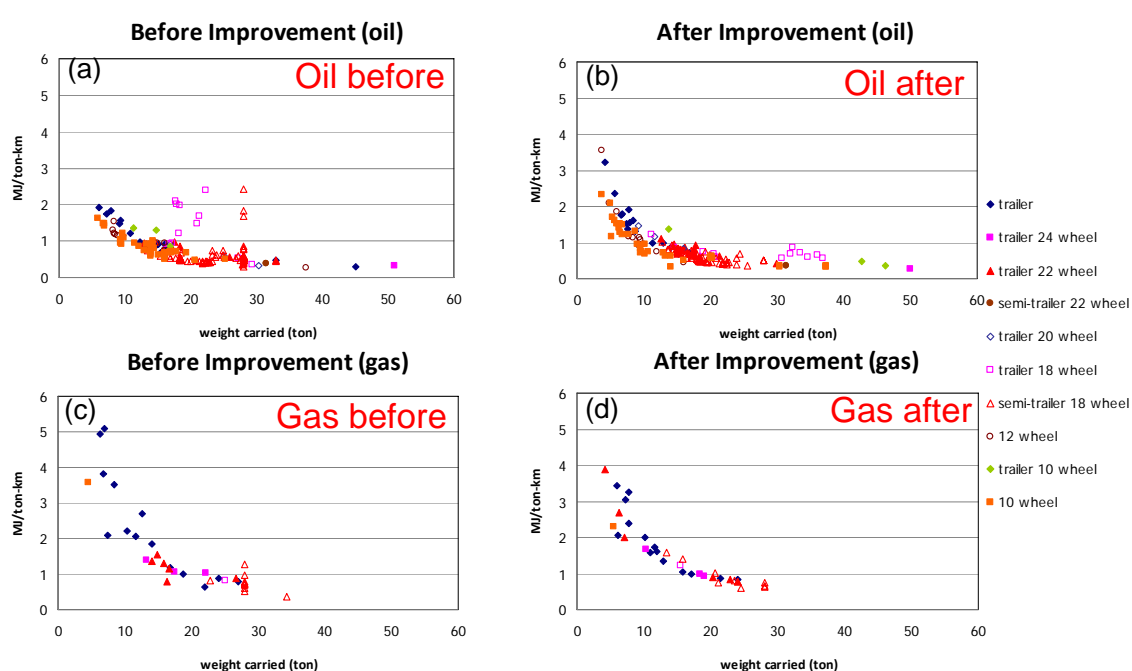 Before Improvement (oil)
(a)
Oil before
MJ/ton-km
6
5
4
3
2
1
0
0 10 20 30 40 50 60
weight carried (ton)
After Improvement (oil)
(b)
Oil after
MJ/ton-km
6
5
4
3
2
1
0
0 10 20 30 40 50 60
weight carried (ton)
Before Improvement (gas)
(c)
Gas before
MJ/ton-km
6
5
4
3
2
1
0
0 10 20 30 40 50 60
weight carried (ton)
After Improvement (gas)
(d)
Gas after
MJ/ton-km
6
5
4
3
2
1
0
0 10 20 30 40 50 60
weight carried (ton)
trailer
trailer 24 wheel
trailer 22 wheel
semi-trailer 22 wheel
trailer 20 wheel
trailer 18 wheel
semi-trailer 18 wheel
12 wheel
trailer 10 wheel
10 wheel